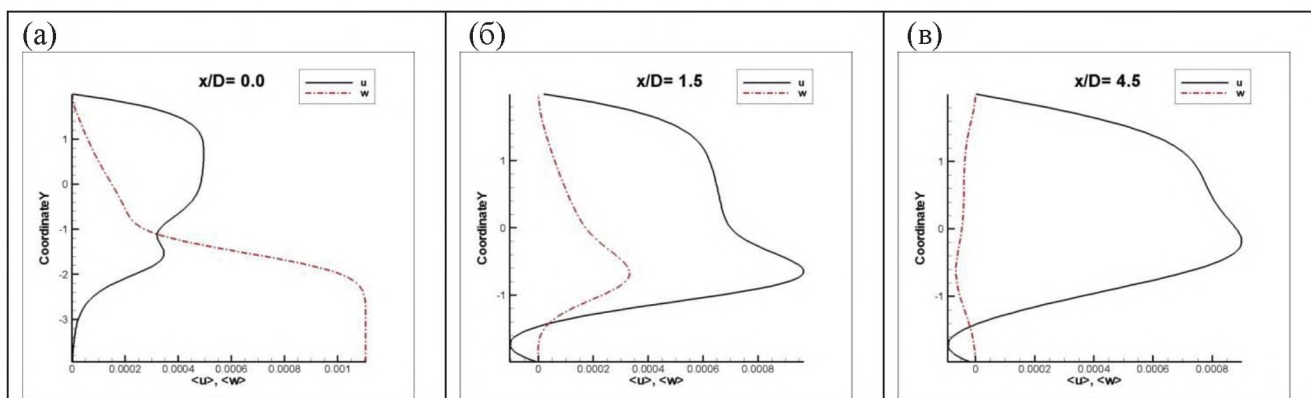 (а)
x/D= 0.0
u
w
CoordinateY
1
0
-1
-2
-3
0
0.0002
0.0004
0.0006
0.0008
0.001
<u>, <w>
(б)
x/D= 1.5
u
w
CoordinateY
1
0
-1
0
0.0002
0.0004
0.0006
0.0008
<u>, <w>
(в)
x/D= 4.5
u
w
CoordinateY
1
0
-1
0
0.0002
0.0004
0.0006
0.0008
<u>, <w>